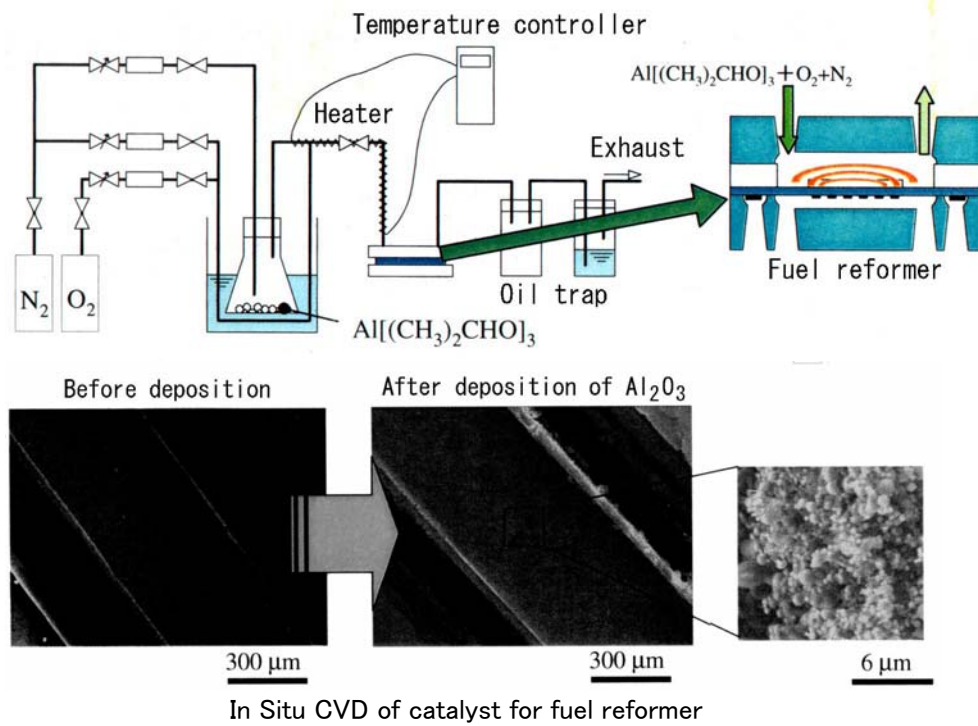 Temperature controller
Al[(CH₃)₂CHO]₃+O₂+N₂
Heater
Exhaust
N₂
O₂
Oil trap
Fuel reformer
Al[(CH₃)₂CHO]₃
Before deposition
After deposition of Al₂O₃
300 μm
300 μm
6 μm
In Situ CVD of catalyst for fuel reformer